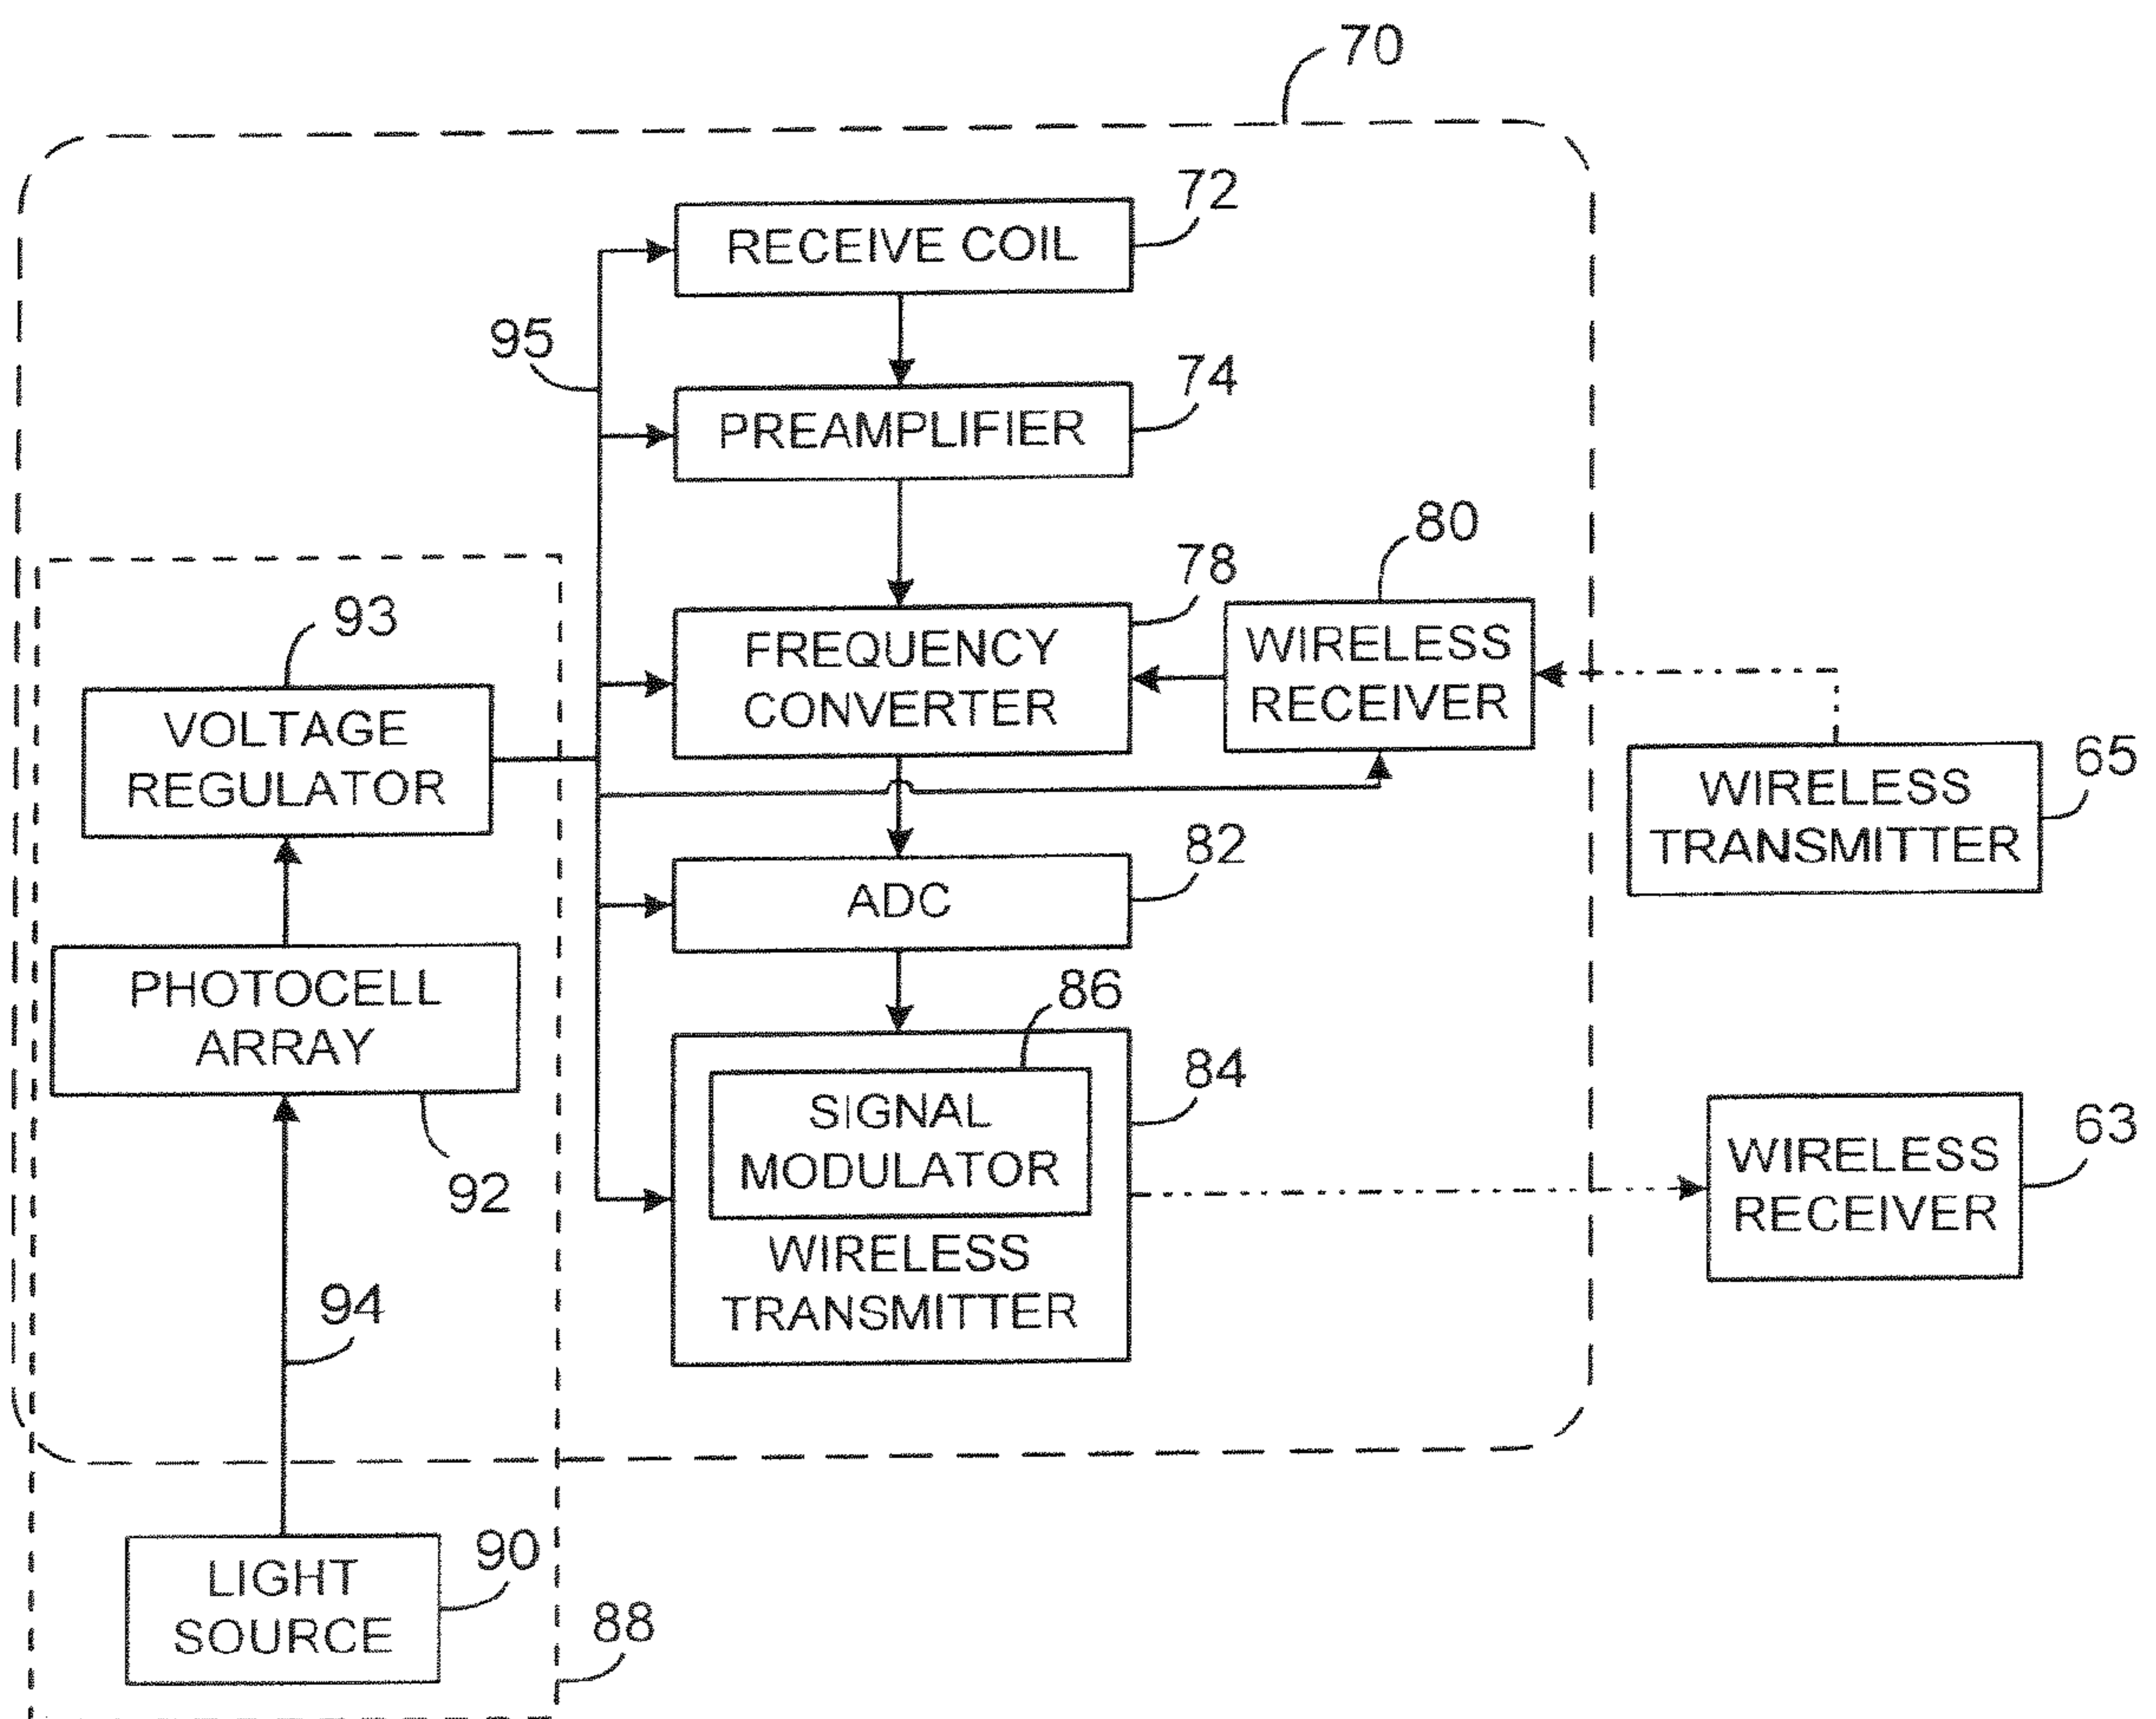 70
72
RECEIVE COIL
95
74
PREAMPLIFIER
80
78
93
FREQUENCY
CONVERTER
WIRELESS
RECEIVER
VOLTAGE
REGULATOR
65
WIRELESS
TRANSMITTER
82
ADC
PHOTOCELL
ARRAY
86
84
SIGNAL
MODULATOR
63
WIRELESS
RECEIVER
92
WIRELESS
TRANSMITTER
94
90
LIGHT
SOURCE
88